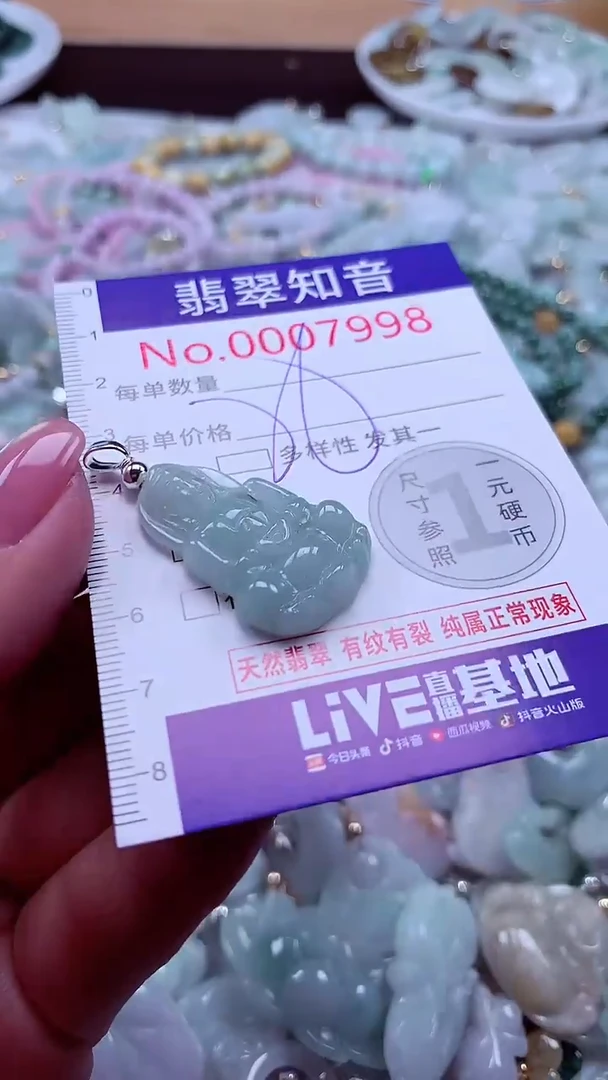 翡翠知音
No.0007998
0
1
2
3
4
5
6
7
8
每单数量
每单价格
多样性 发其一
尺寸参照
1
一元硬币
天然翡翠 有纹有裂 纯属正常现象
LiVE直播基地
今日头条 抖音 西瓜视频 抖音火山版